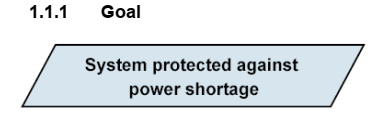 1.1.1 Goal
System protected against
power shortage